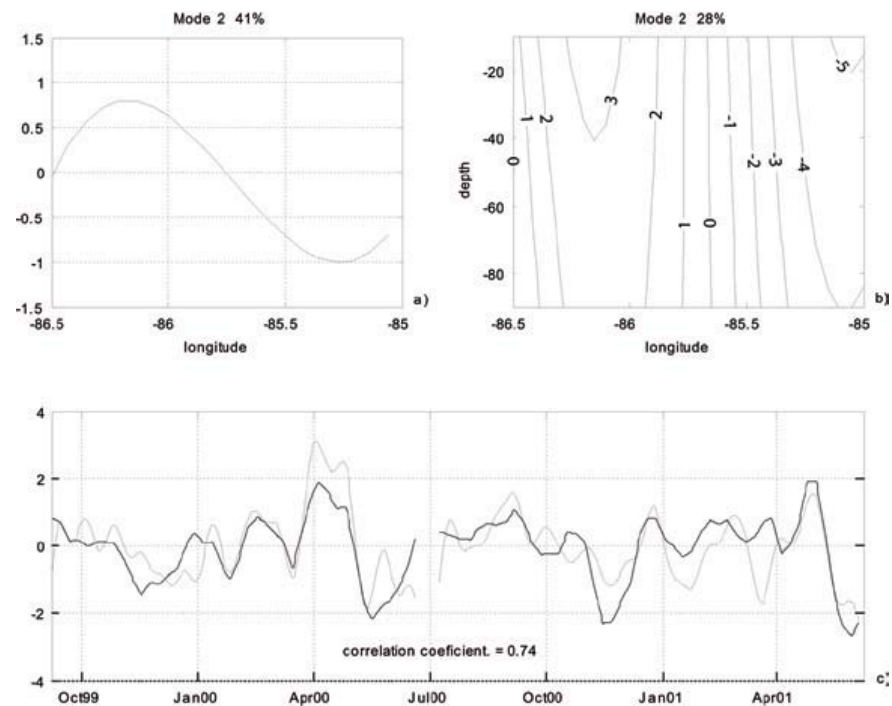 Mode 2 41%
1.5
1
0.5
0
-0.5
-1
-1.5
-86.5
-86
-85.5
-85
longitude
a)
Mode 2 28%
-20
-40
-60
-80
depth
0
1
2
3
2
1
0
-1
-2
-3
-4
-5
-86.5
-86
-85.5
-85
longitude
b)
4
2
0
-2
-4
correlation coeficient. = 0.74
Oct99
Jan00
Apr00
Jul00
Oct00
Jan01
Apr01
c)